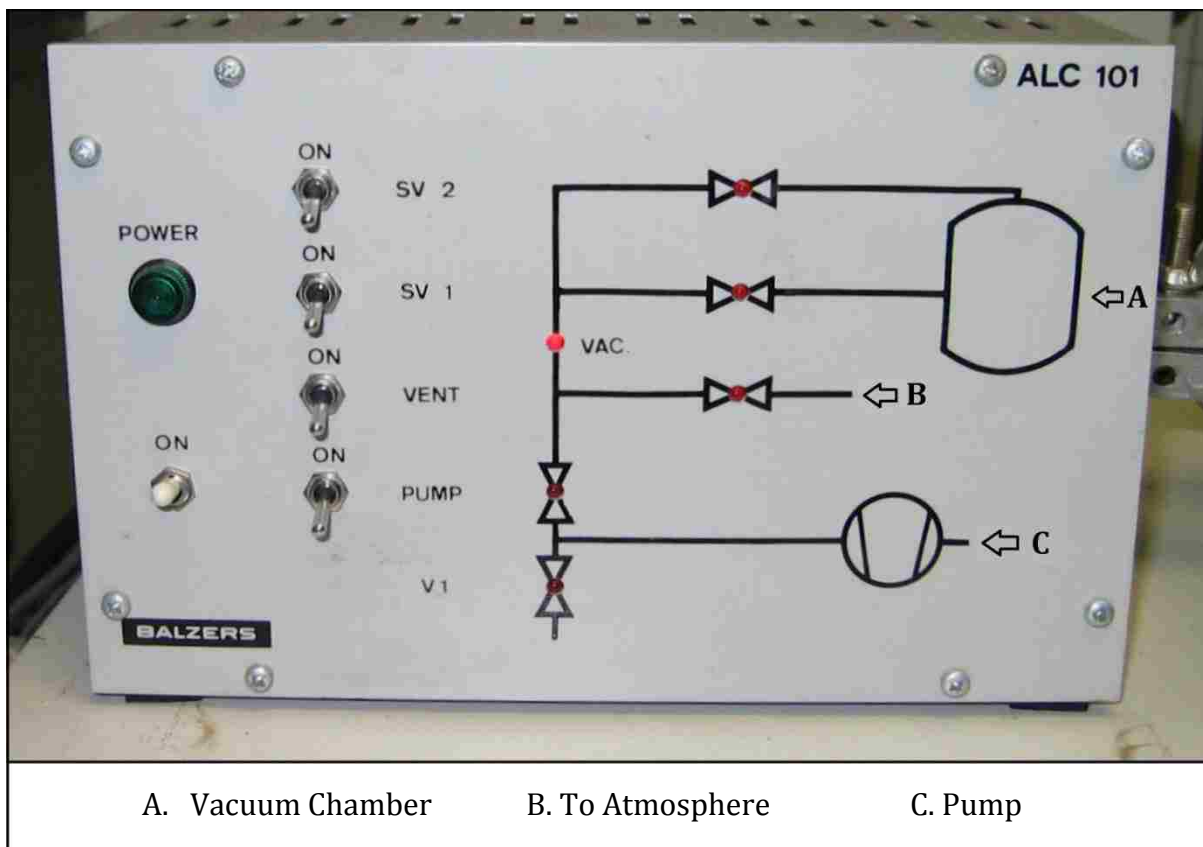 ALC 101
ON
SV 2
POWER
ON
SV 1
A
VAC.
ON
VENT
B
ON
ON
PUMP
C
V1
BALZERS
A. Vacuum Chamber B. To Atmosphere C. Pump